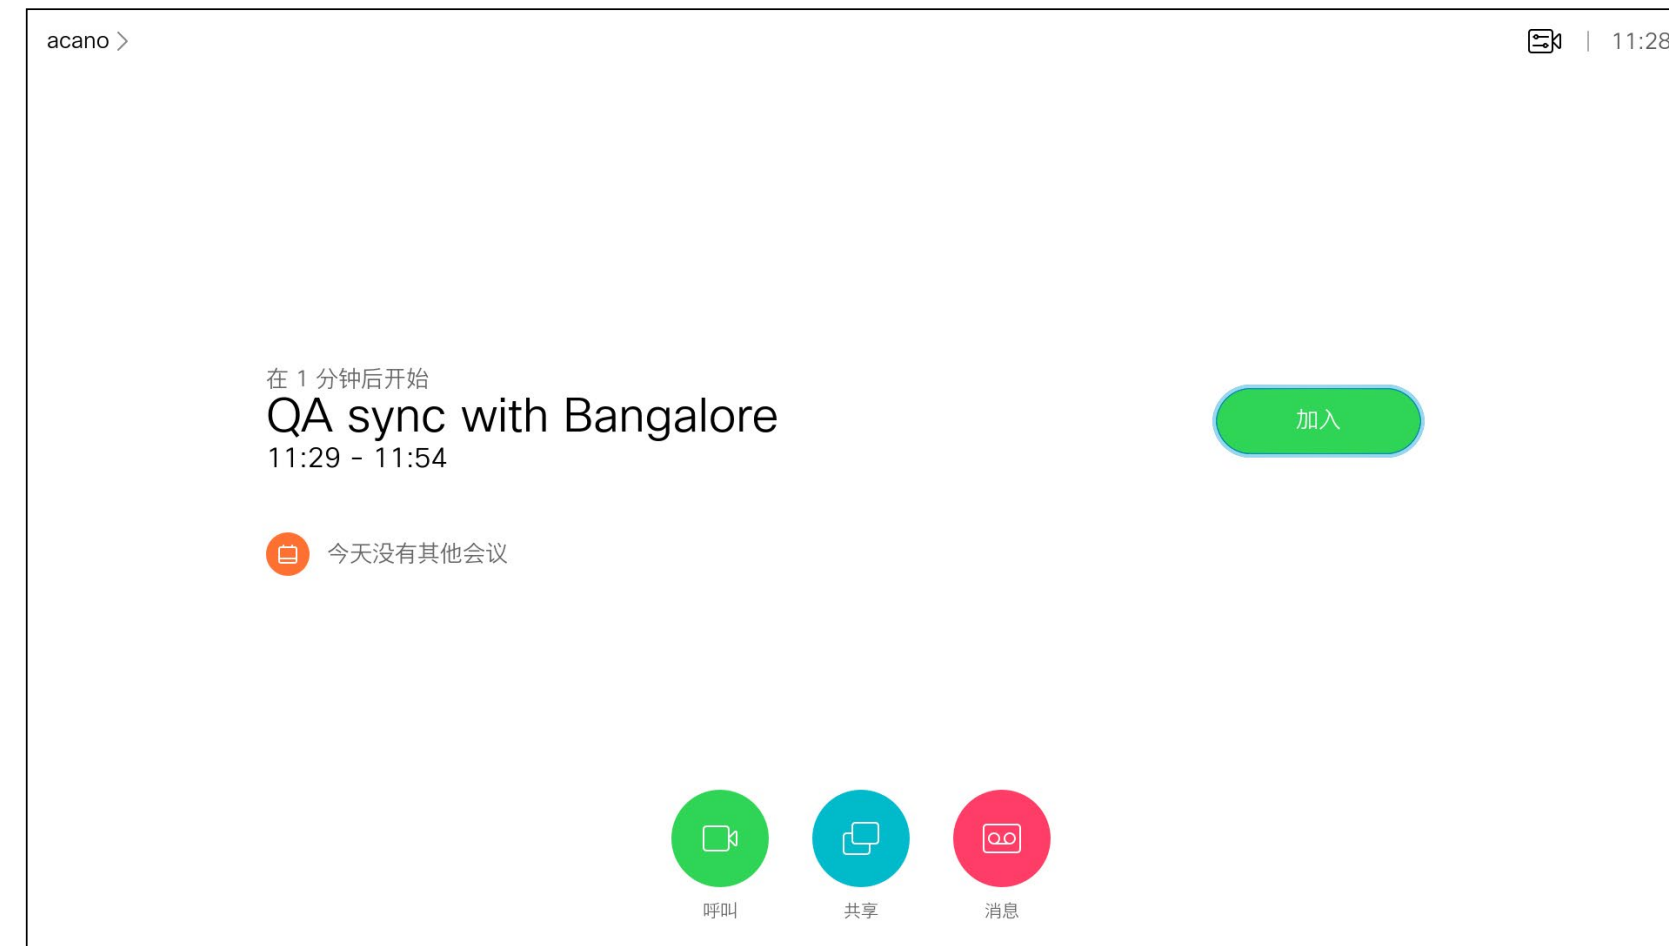 acano
11:28
在 1 分钟后开始
QA sync with Bangalore
11:29 - 11:54
加入
今天没有其他会议
呼叫
共享
消息